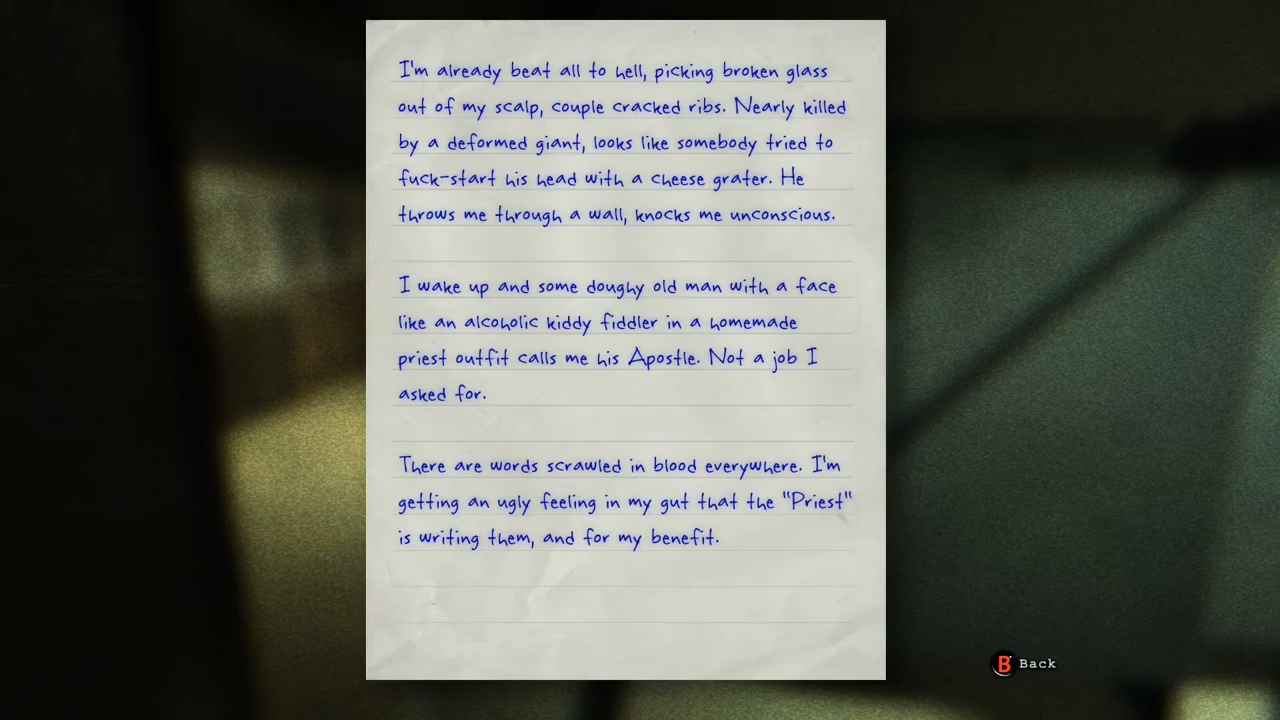 I'm already beat all to hell, picking broken glass
out of my scalp, couple cracked ribs. Nearly killed
by a deformed giant, looks like somebody tried to
fuck-start his head with a cheese grater. He
throws me through a wall, knocks me unconscious.
I wake up and some doughy old man with a face
like an alcoholic kiddy fiddler in a homemade
priest outfit calls me his Apostle. Not a job I
asked for.
There are words scrawled in blood everywhere. I'm
getting an ugly feeling in my gut that the "Priest"
is writing them, and for my benefit.
B Back